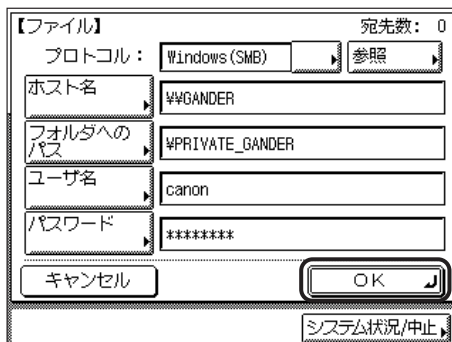 【ファイル】 宛先数: 0
プロトコル: Windows(SMB) 参照
ホスト名 ¥¥GANDER
フォルダへの
パス ¥PRIVATE_GANDER
ユーザ名 canon
パスワード ********
キャンセル OK
システム状況/中止